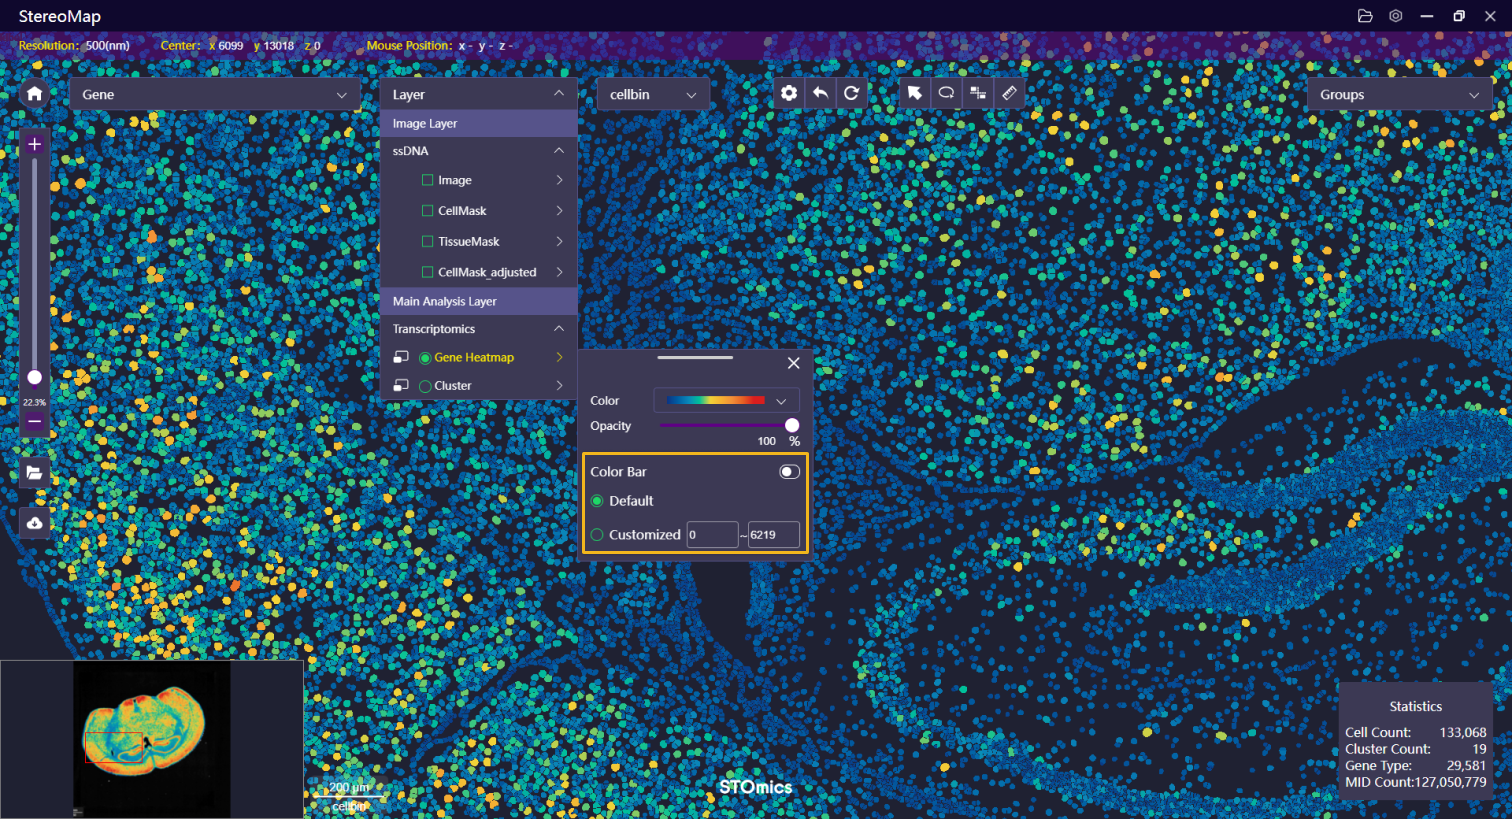 StereoMap
Resolution: 500(nm) Center: x 6099 y 13018 z 0 Mouse Position: x - y - z -
Gene
Layer
cellbin
Groups
Image Layer
ssDNA
Image
CellMask
TissueMask
CellMask_adjusted
Main Analysis Layer
Transcriptomics
Gene Heatmap
Cluster
22.3%
Color
Opacity
100 %
Color Bar
Default
Customized 0 ~ 6219
200 μm
cellbin
STOmics
Statistics
Cell Count: 133,068
Cluster Count: 19
Gene Type: 29,581
MID Count:127,050,779